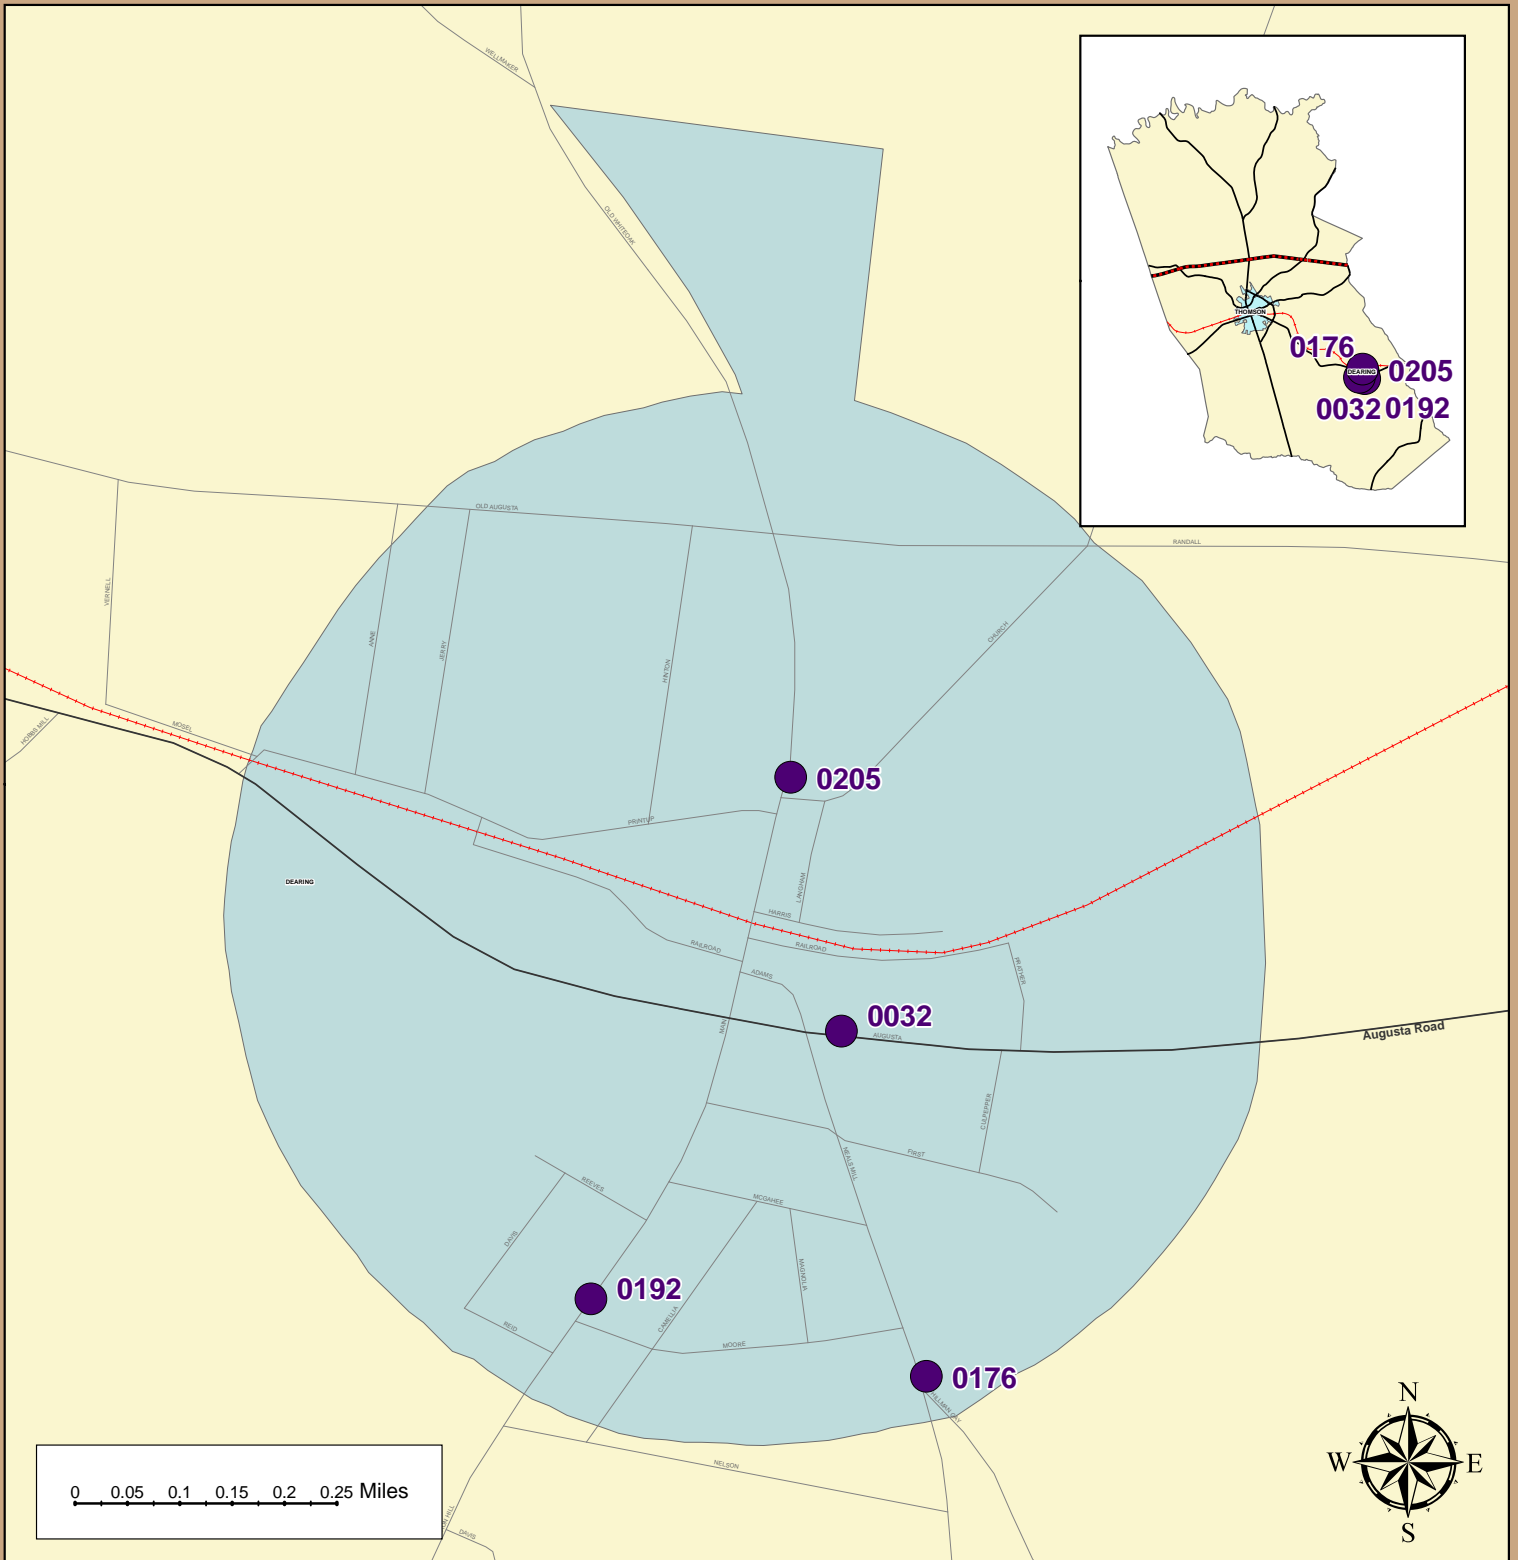 WELLMAKER
OLD WHITEOAK
THOMSON
0176
DEARING
0205
0032
0192
OLD AUGUSTA
RANDALL
VERNELL
ANNE
JERRY
HINTON
CHURCH
HOBBS MILL
MOSEL
0205
PRINTUP
DEARING
LANGHAM
HARRIS
RAILROAD
RAILROAD
ADAMS
PRATHER
MAIN
0032
AUGUSTA
Augusta Road
CULPEPPER
FIRST
NEALS MILL
REEVES
MCGAHEE
DAVIS
MAGNOLIA
0192
CAMELLIA
REID
MOORE
0176
NELSON
DAVIS
0 0.05 0.1 0.15 0.2 0.25 Miles
N
W
E
S